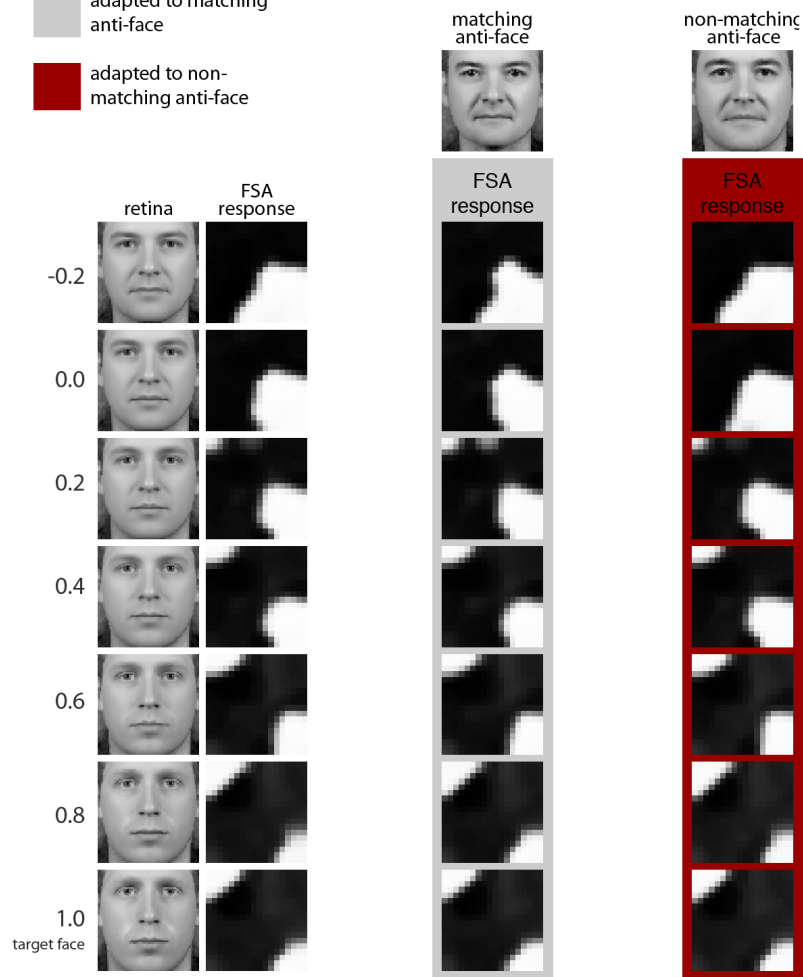 adapted to matching
anti-face
adapted to non-
matching anti-face
matching
anti-face
non-matching
anti-face
retina
FSA
response
FSA
response
FSA
response
-0.2
0.0
0.2
0.4
0.6
0.8
1.0
target face